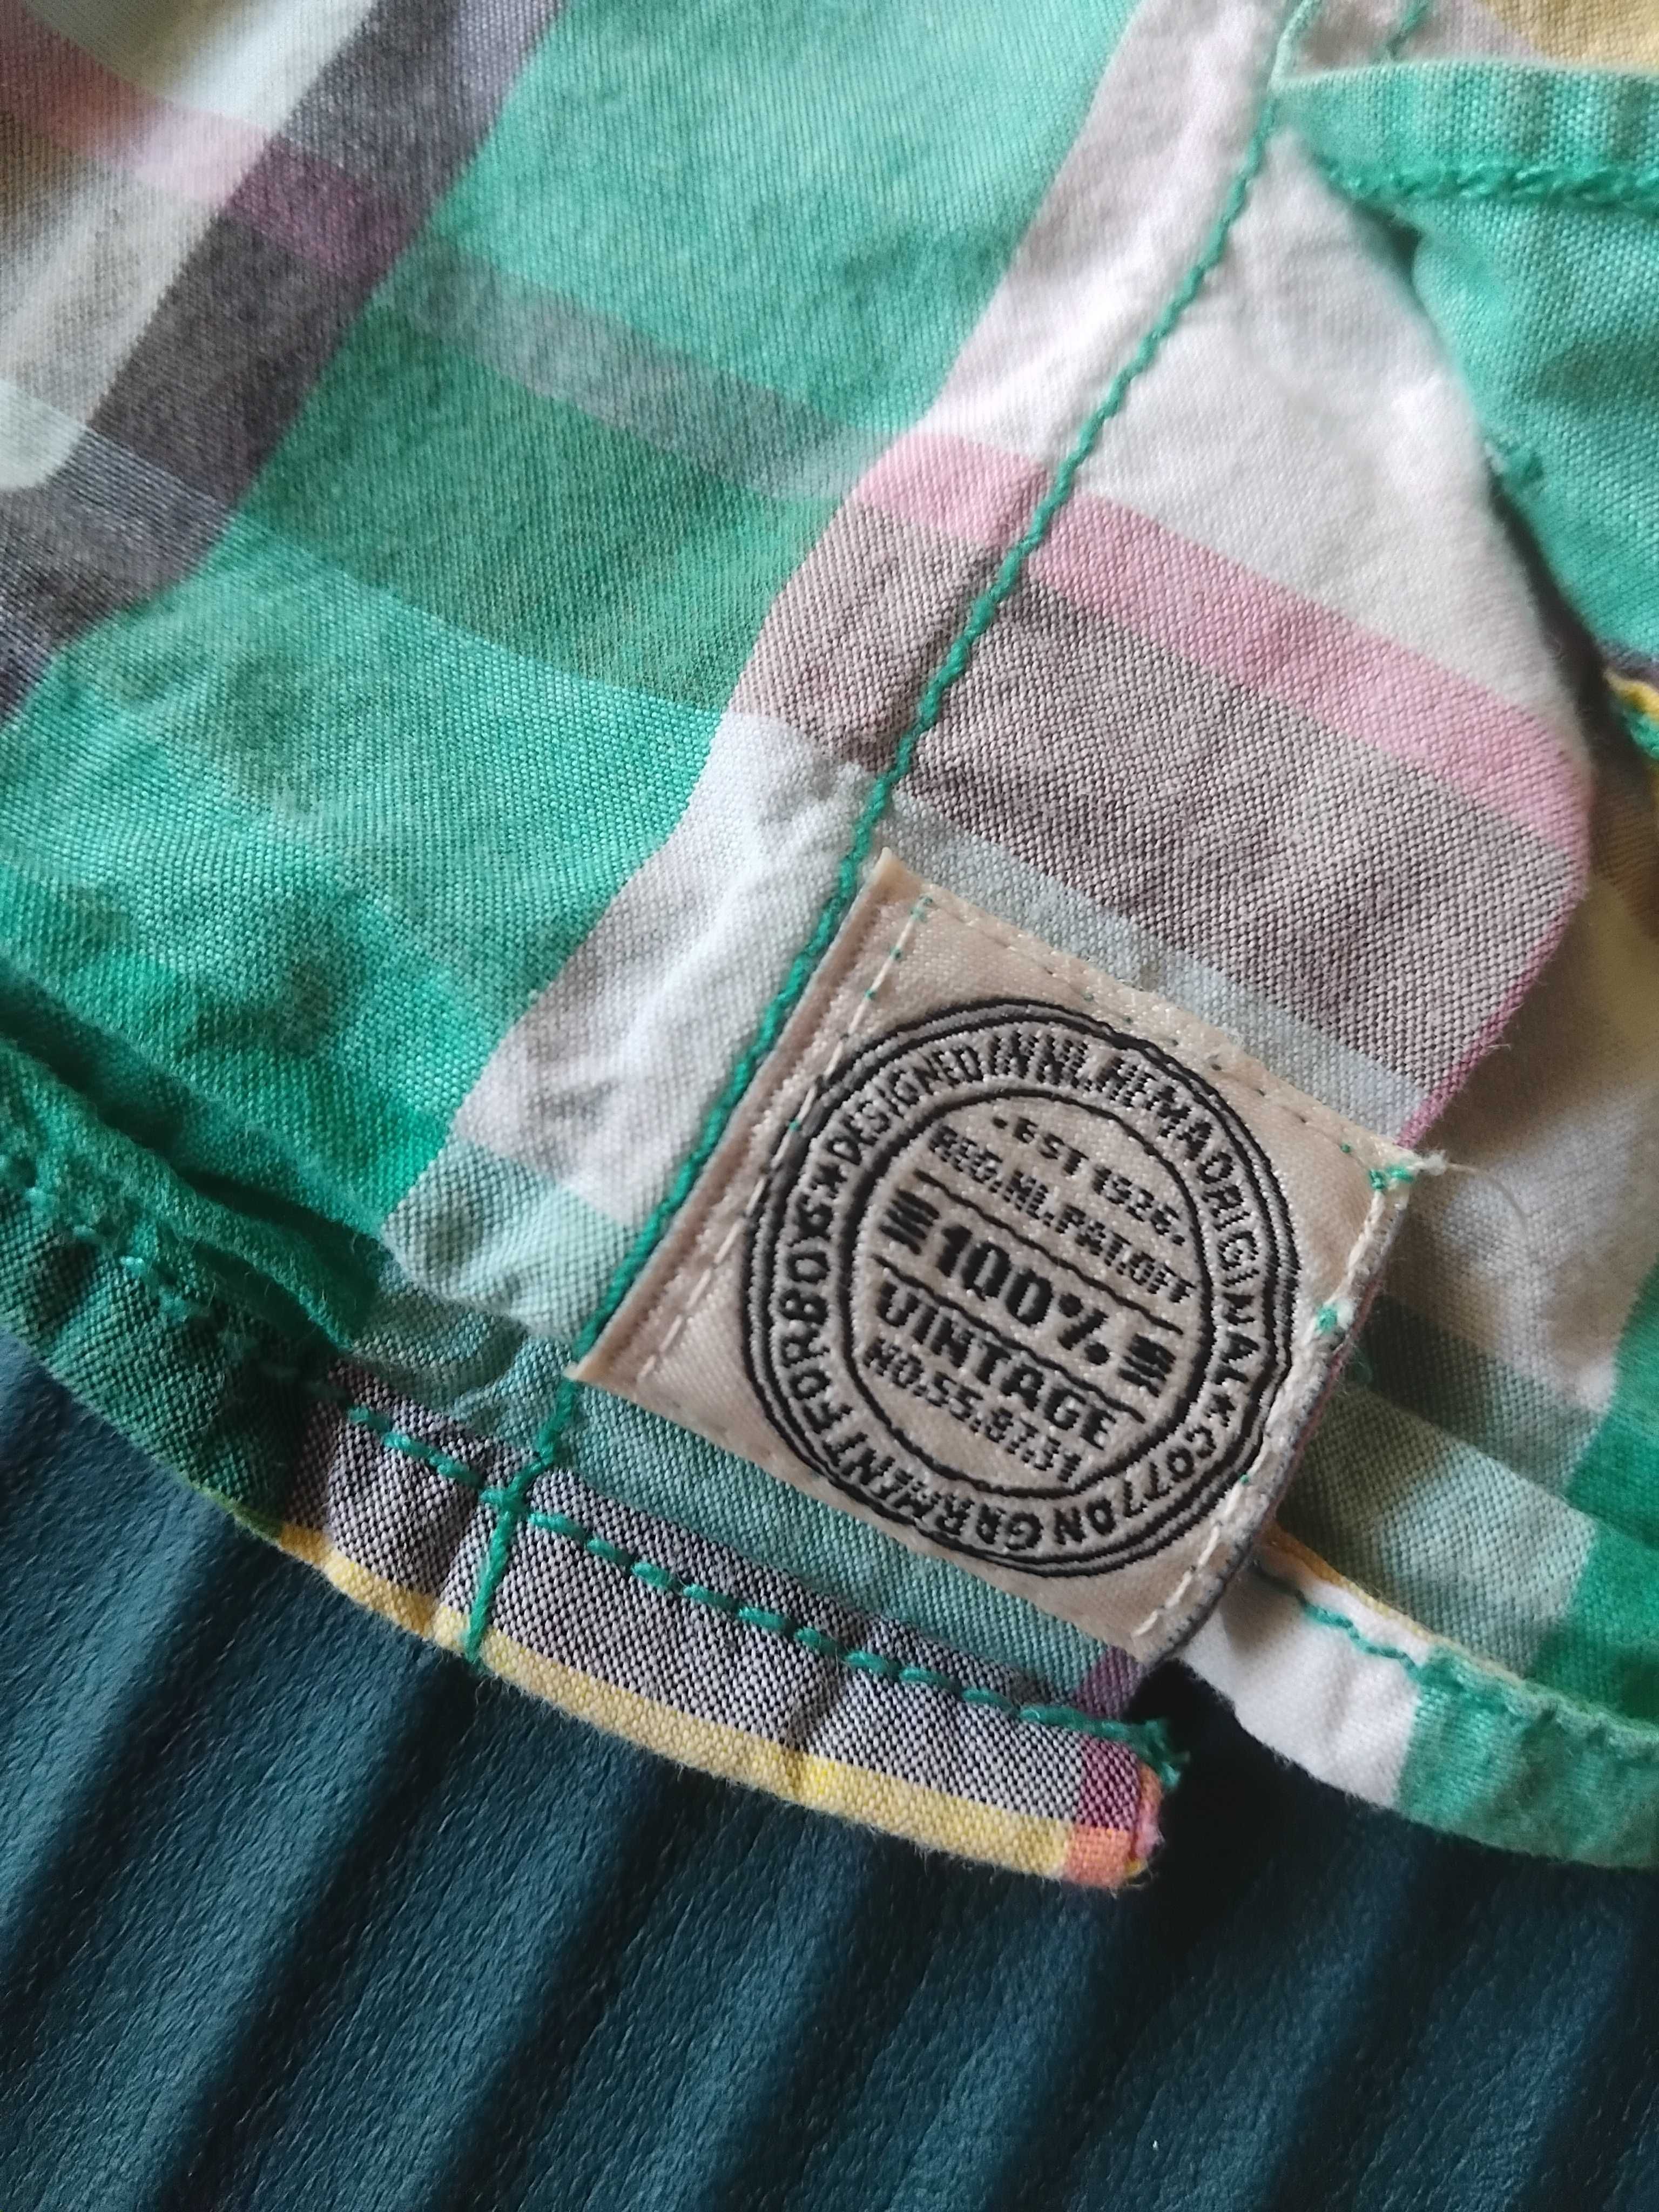 DESIGNED IN NL. HEMA ORIGINAL * COTTON GARMENT FOR BOYS *
- EST 1926.
REG.NL.PAT.OFF
100%
VINTAGE
NO.55.87.31